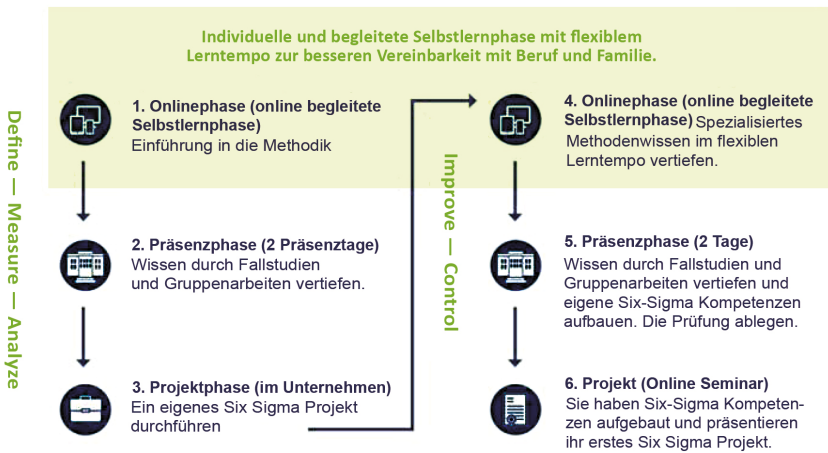 Individuelle und begleitete Selbstlernphase mit flexiblem
Lerntempo zur besseren Vereinbarkeit mit Beruf und Familie.
Define — Measure — Analyze
1. Onlinephase (online begleitete
Selbstlernphase)
Einführung in die Methodik
2. Präsenzphase (2 Präsenztage)
Wissen durch Fallstudien
und Gruppenarbeiten vertiefen.
3. Projektphase (im Unternehmen)
Ein eigenes Six Sigma Projekt
durchführen
Improve — Control
4. Onlinephase (online begleitete
Selbstlernphase) Spezialisiertes
Methodenwissen im flexiblen
Lerntempo vertiefen.
5. Präsenzphase (2 Tage)
Wissen durch Fallstudien und
Gruppenarbeiten vertiefen und
eigene Six-Sigma Kompetenzen
aufbauen. Die Prüfung ablegen.
6. Projekt (Online Seminar)
Sie haben Six-Sigma Kompeten-
zen aufgebaut und präsentieren
ihr erstes Six Sigma Projekt.